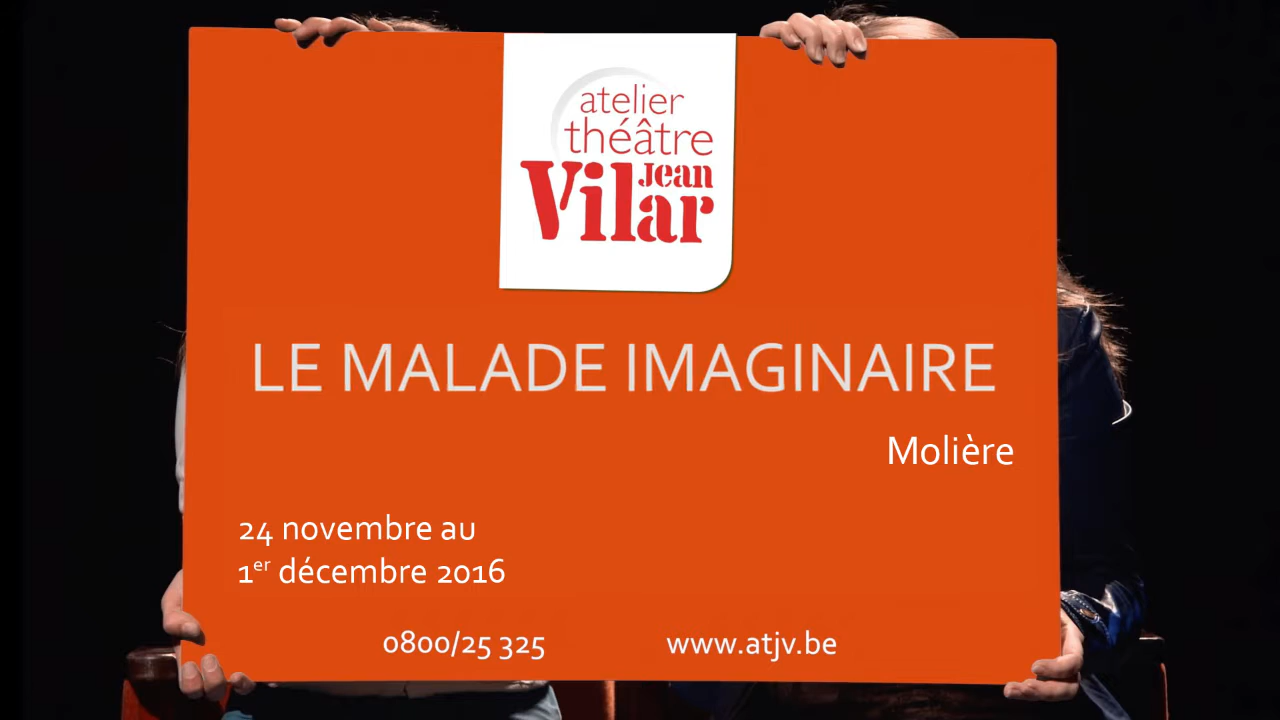 atelier
théâtre
Jean
Vilar
LE MALADE IMAGINAIRE
Molière
24 novembre au
1er décembre 2016
0800/25 325
www.atjv.be